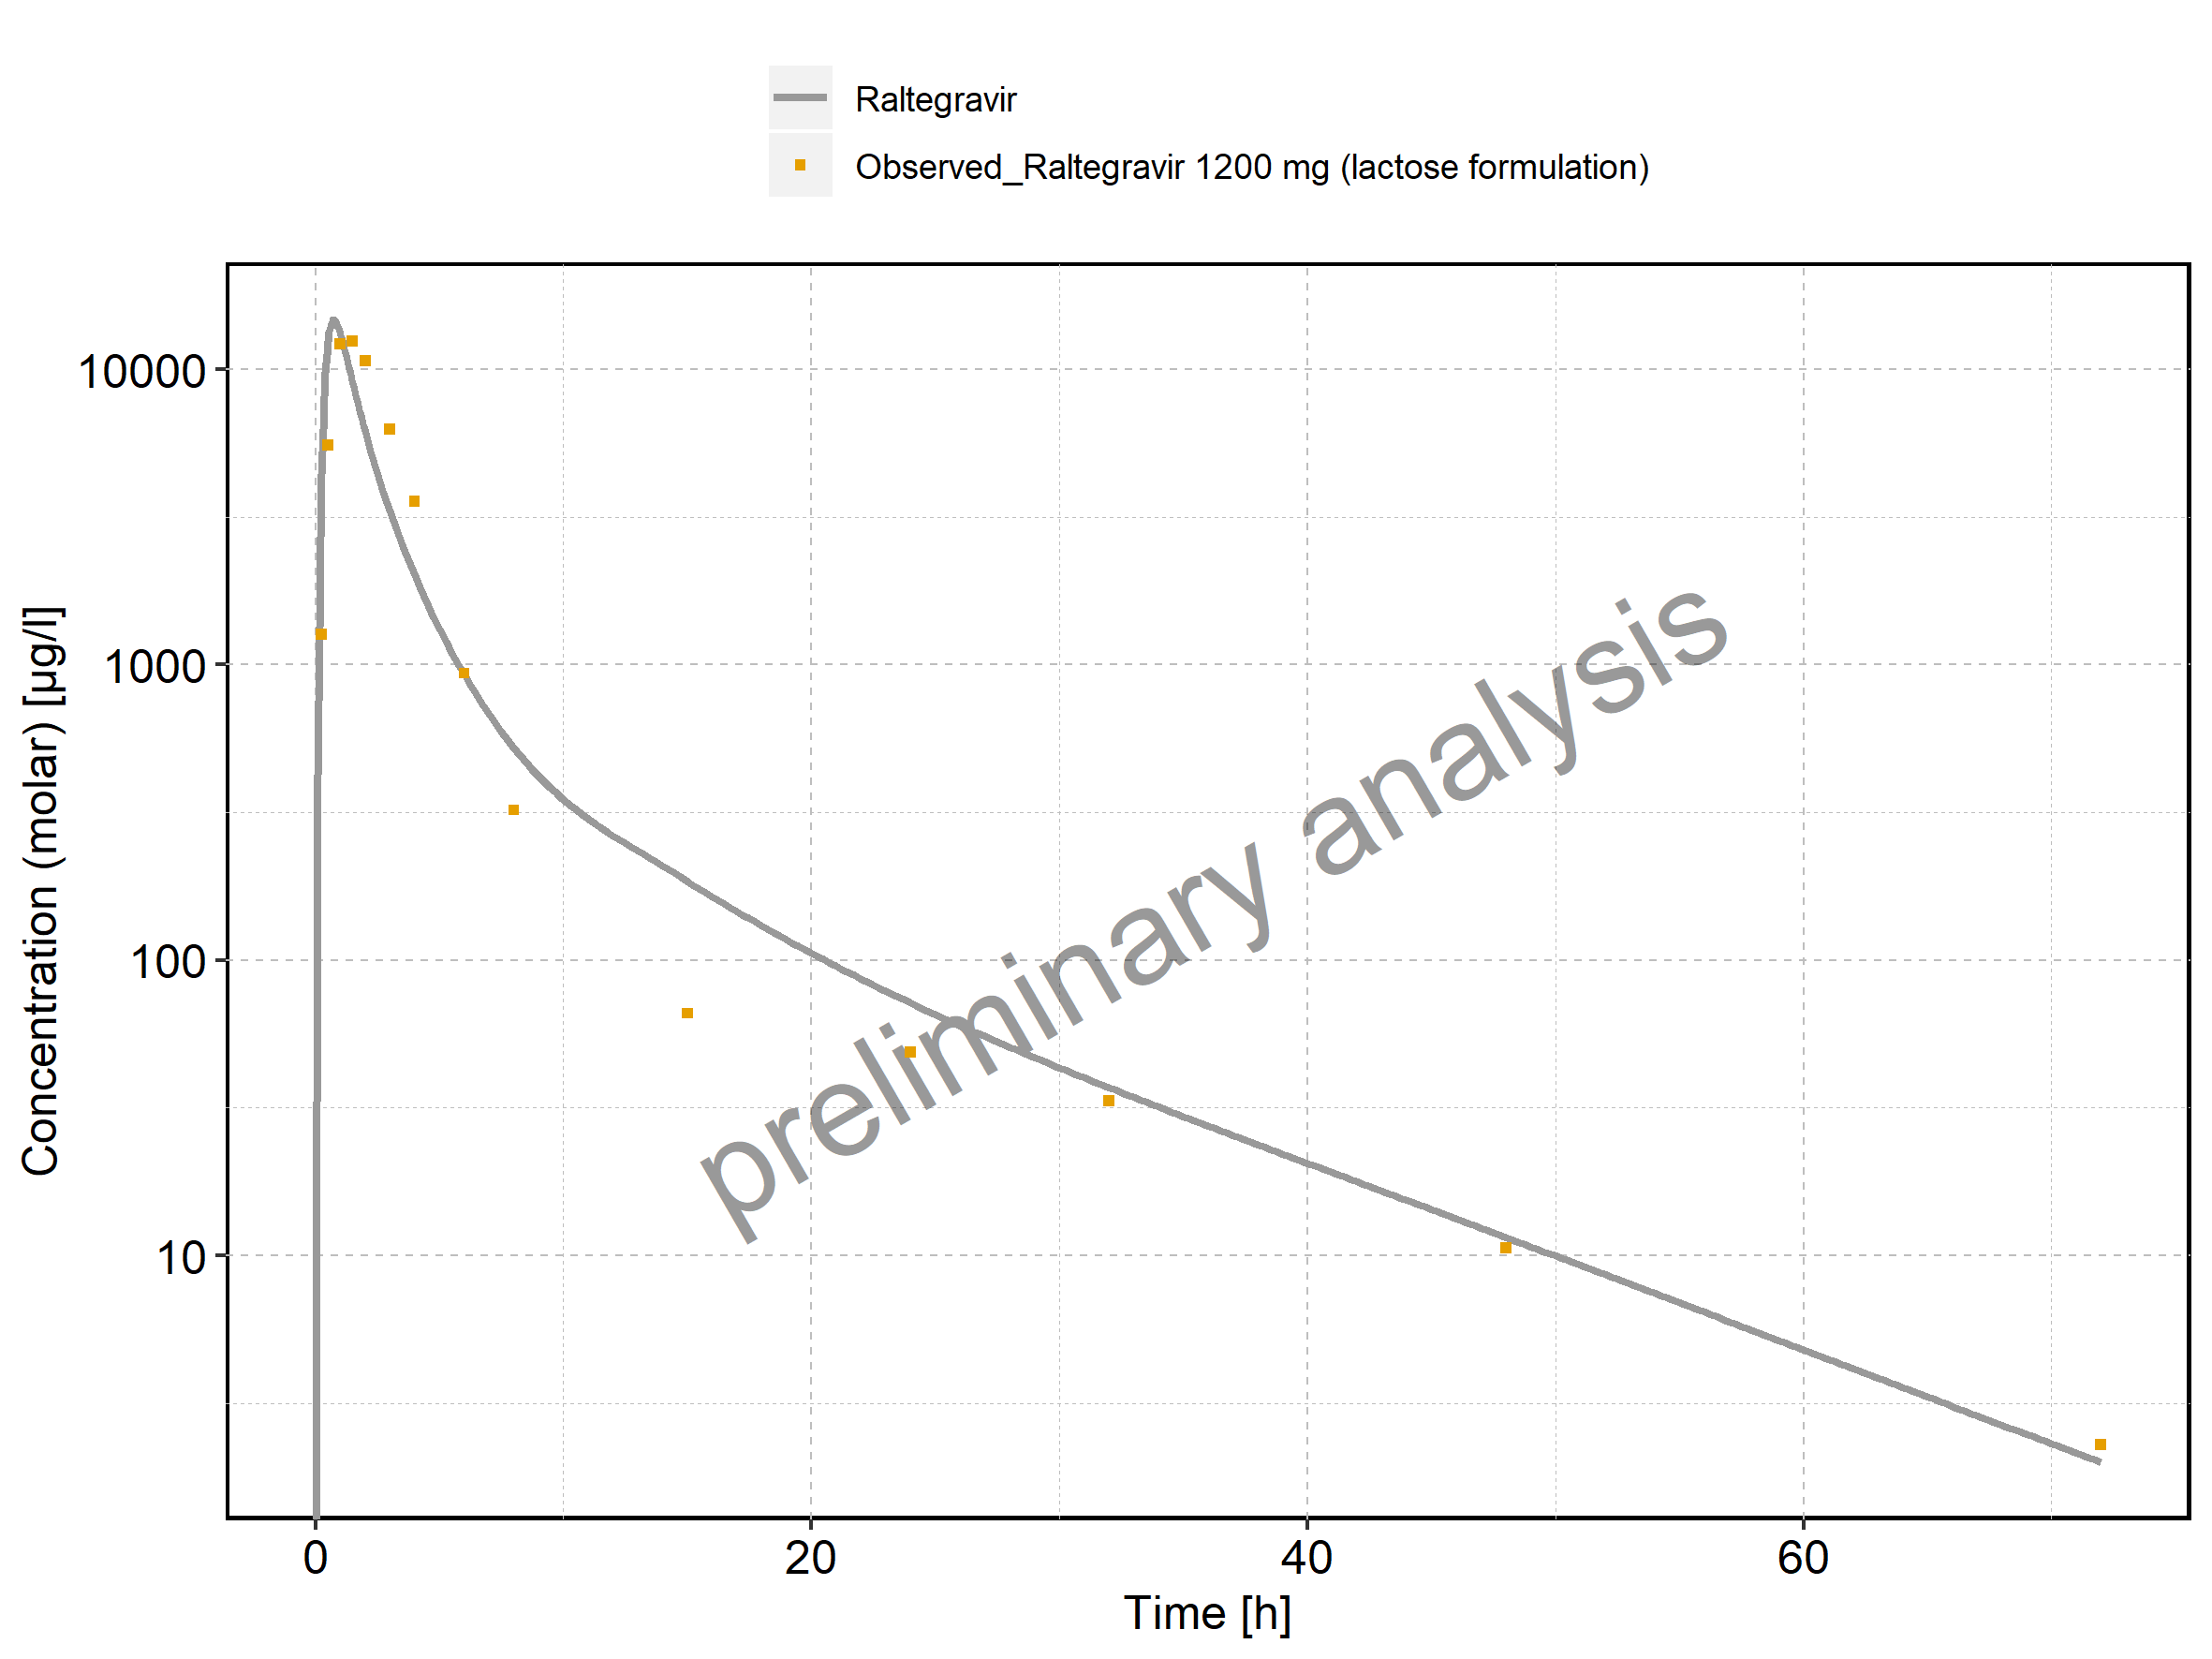 Raltegravir
Observed_Raltegravir 1200 mg (lactose formulation)
10000
1000
100
10
Concentration (molar) [µg/l]
preliminary analysis
0 20 40 60
Time [h]